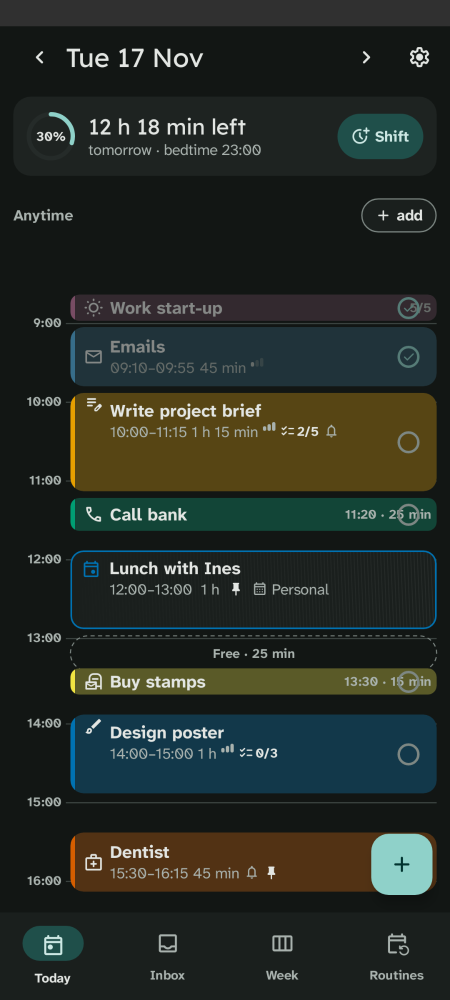 Tue 17 Nov
30%
12 h 18 min left
tomorrow · bedtime 23:00
Shift
Anytime
+ add
Work start-up
5/5
9:00
Emails
09:10–09:55 45 min
10:00
Write project brief
10:00–11:15 1 h 15 min 2/5
11:00
Call bank
11:20 · 25 min
12:00
Lunch with Ines
12:00–13:00 1 h Personal
13:00
Free · 25 min
Buy stamps
13:30 · 15 min
14:00
Design poster
14:00–15:00 1 h 0/3
15:00
Dentist
15:30–16:15 45 min
16:00
Today
Inbox
Week
Routines